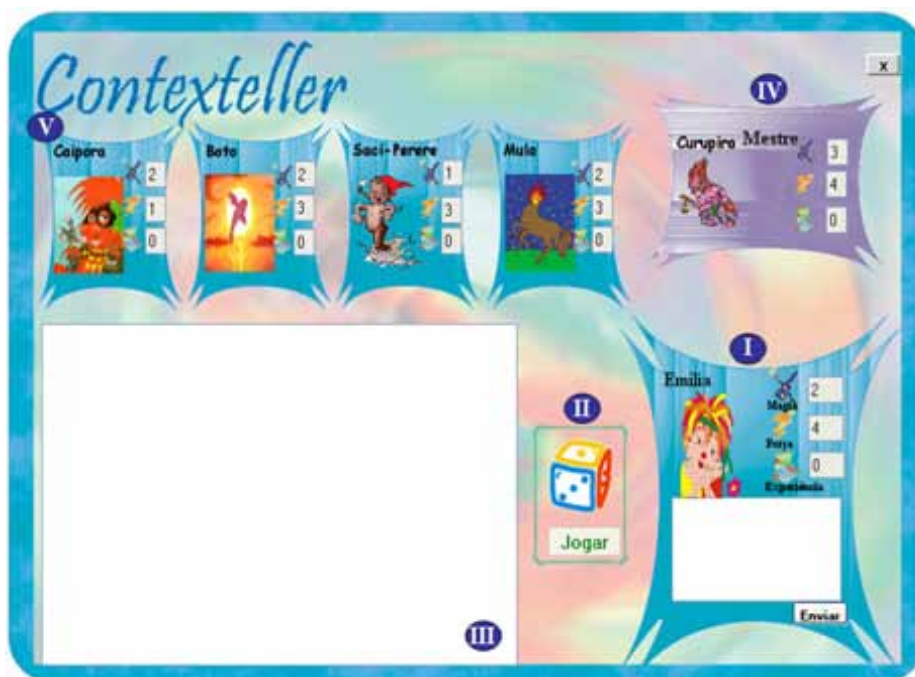 Contexteller
x
IV
V
Caipora
2
1
0
Boto
2
3
0
Saci-Perere
1
3
0
Mula
2
3
0
Curupira Mestre
3
4
0
I
Emilia
Magia
2
Força
4
Experiência
0
II
Jogar
Enviar
III